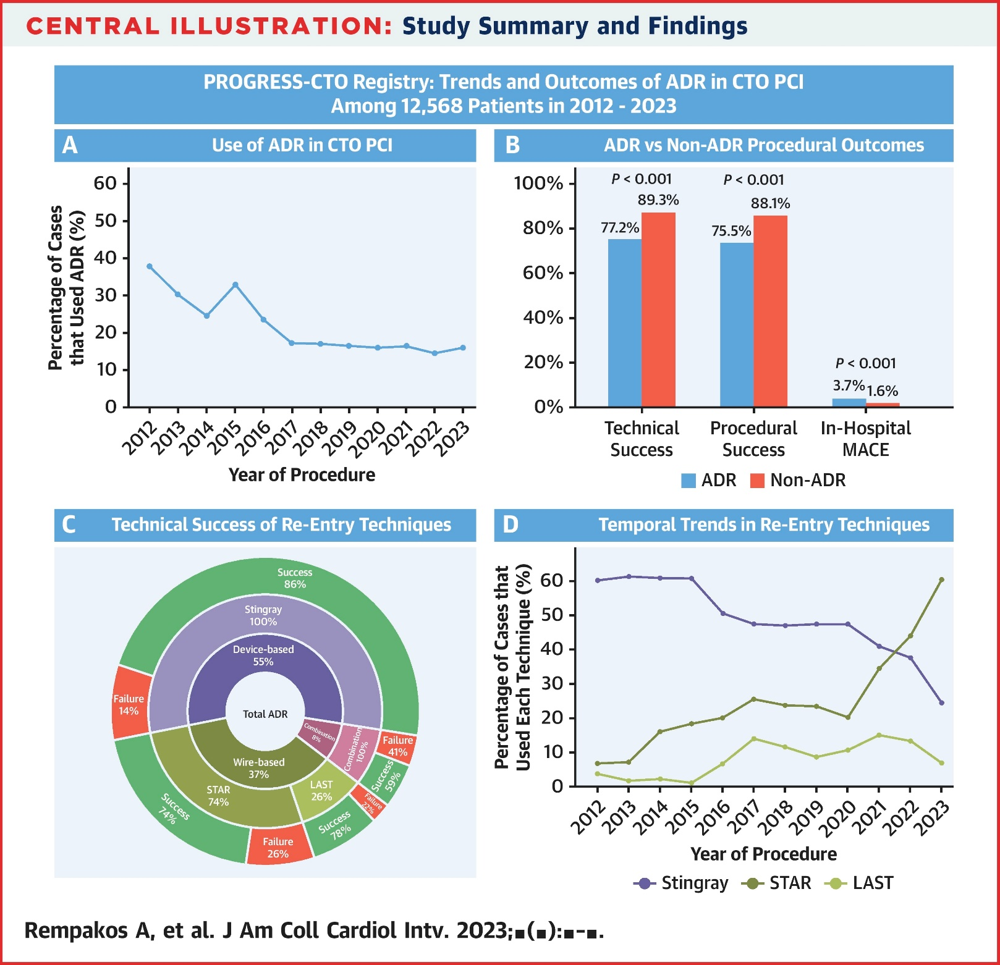 CENTRAL ILLUSTRATION: Study Summary and Findings
PROGRESS-CTO Registry: Trends and Outcomes of ADR in CTO PCI
Among 12,568 Patients in 2012 - 2023
A Use of ADR in CTO PCI
Percentage of Cases
that Used ADR (%)
60
50
40
30
20
10
0
2012 2013 2014 2015 2016 2017 2018 2019 2020 2021 2022 2023
Year of Procedure
B ADR vs Non-ADR Procedural Outcomes
100%
80%
60%
40%
20%
0%
P < 0.001
77.2%
89.3%
P < 0.001
75.5%
88.1%
P < 0.001
3.7%
1.6%
Technical
Success
Procedural
Success
In-Hospital
MACE
ADR Non-ADR
C Technical Success of Re-Entry Techniques
Success
86%
Stingray
100%
Device-based
55%
Total ADR
Failure
14%
Combination
8%
Combination
100%
Failure
41%
Success
59%
Wire-based
37%
STAR
74%
LAST
26%
Failure
22%
Success
78%
Success
74%
Failure
26%
D Temporal Trends in Re-Entry Techniques
Percentage of Cases that
Used Each Technique (%)
60
50
40
30
20
10
0
2012 2013 2014 2015 2016 2017 2018 2019 2020 2021 2022 2023
Year of Procedure
Stingray STAR LAST
Rempakos A, et al. J Am Coll Cardiol Intv. 2023;■(■):■–■.